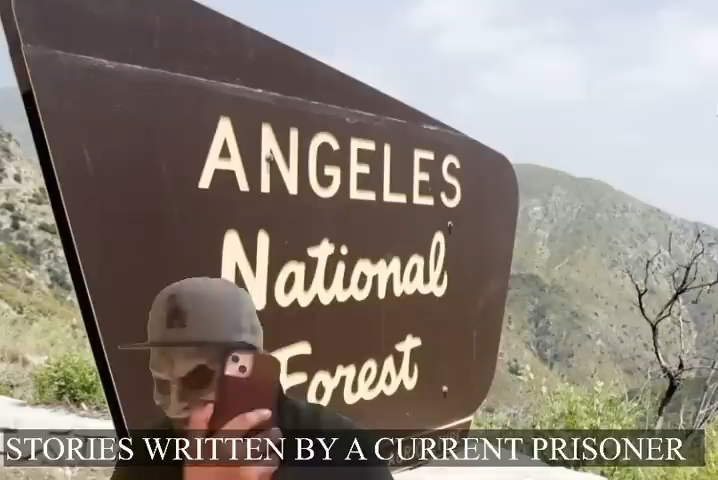 ANGELES
National
Forest
STORIES WRITTEN BY A CURRENT PRISONER